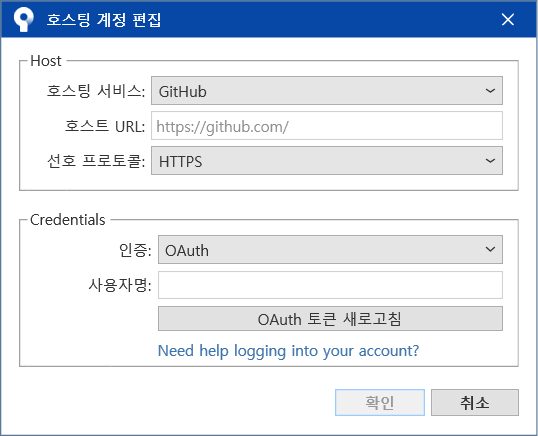 호스팅 계정 편집
Host
호스팅 서비스: GitHub
호스트 URL: https://github.com/
선호 프로토콜: HTTPS
Credentials
인증: OAuth
사용자명:
OAuth 토큰 새로고침
Need help logging into your account?
확인 취소